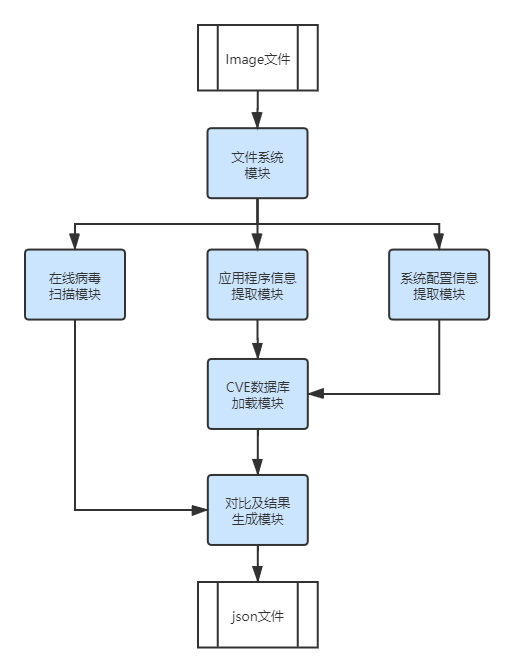 Image文件
文件系统
模块
在线病毒
扫描模块
应用程序信息
提取模块
系统配置信息
提取模块
CVE数据库
加载模块
对比及结果
生成模块
json文件